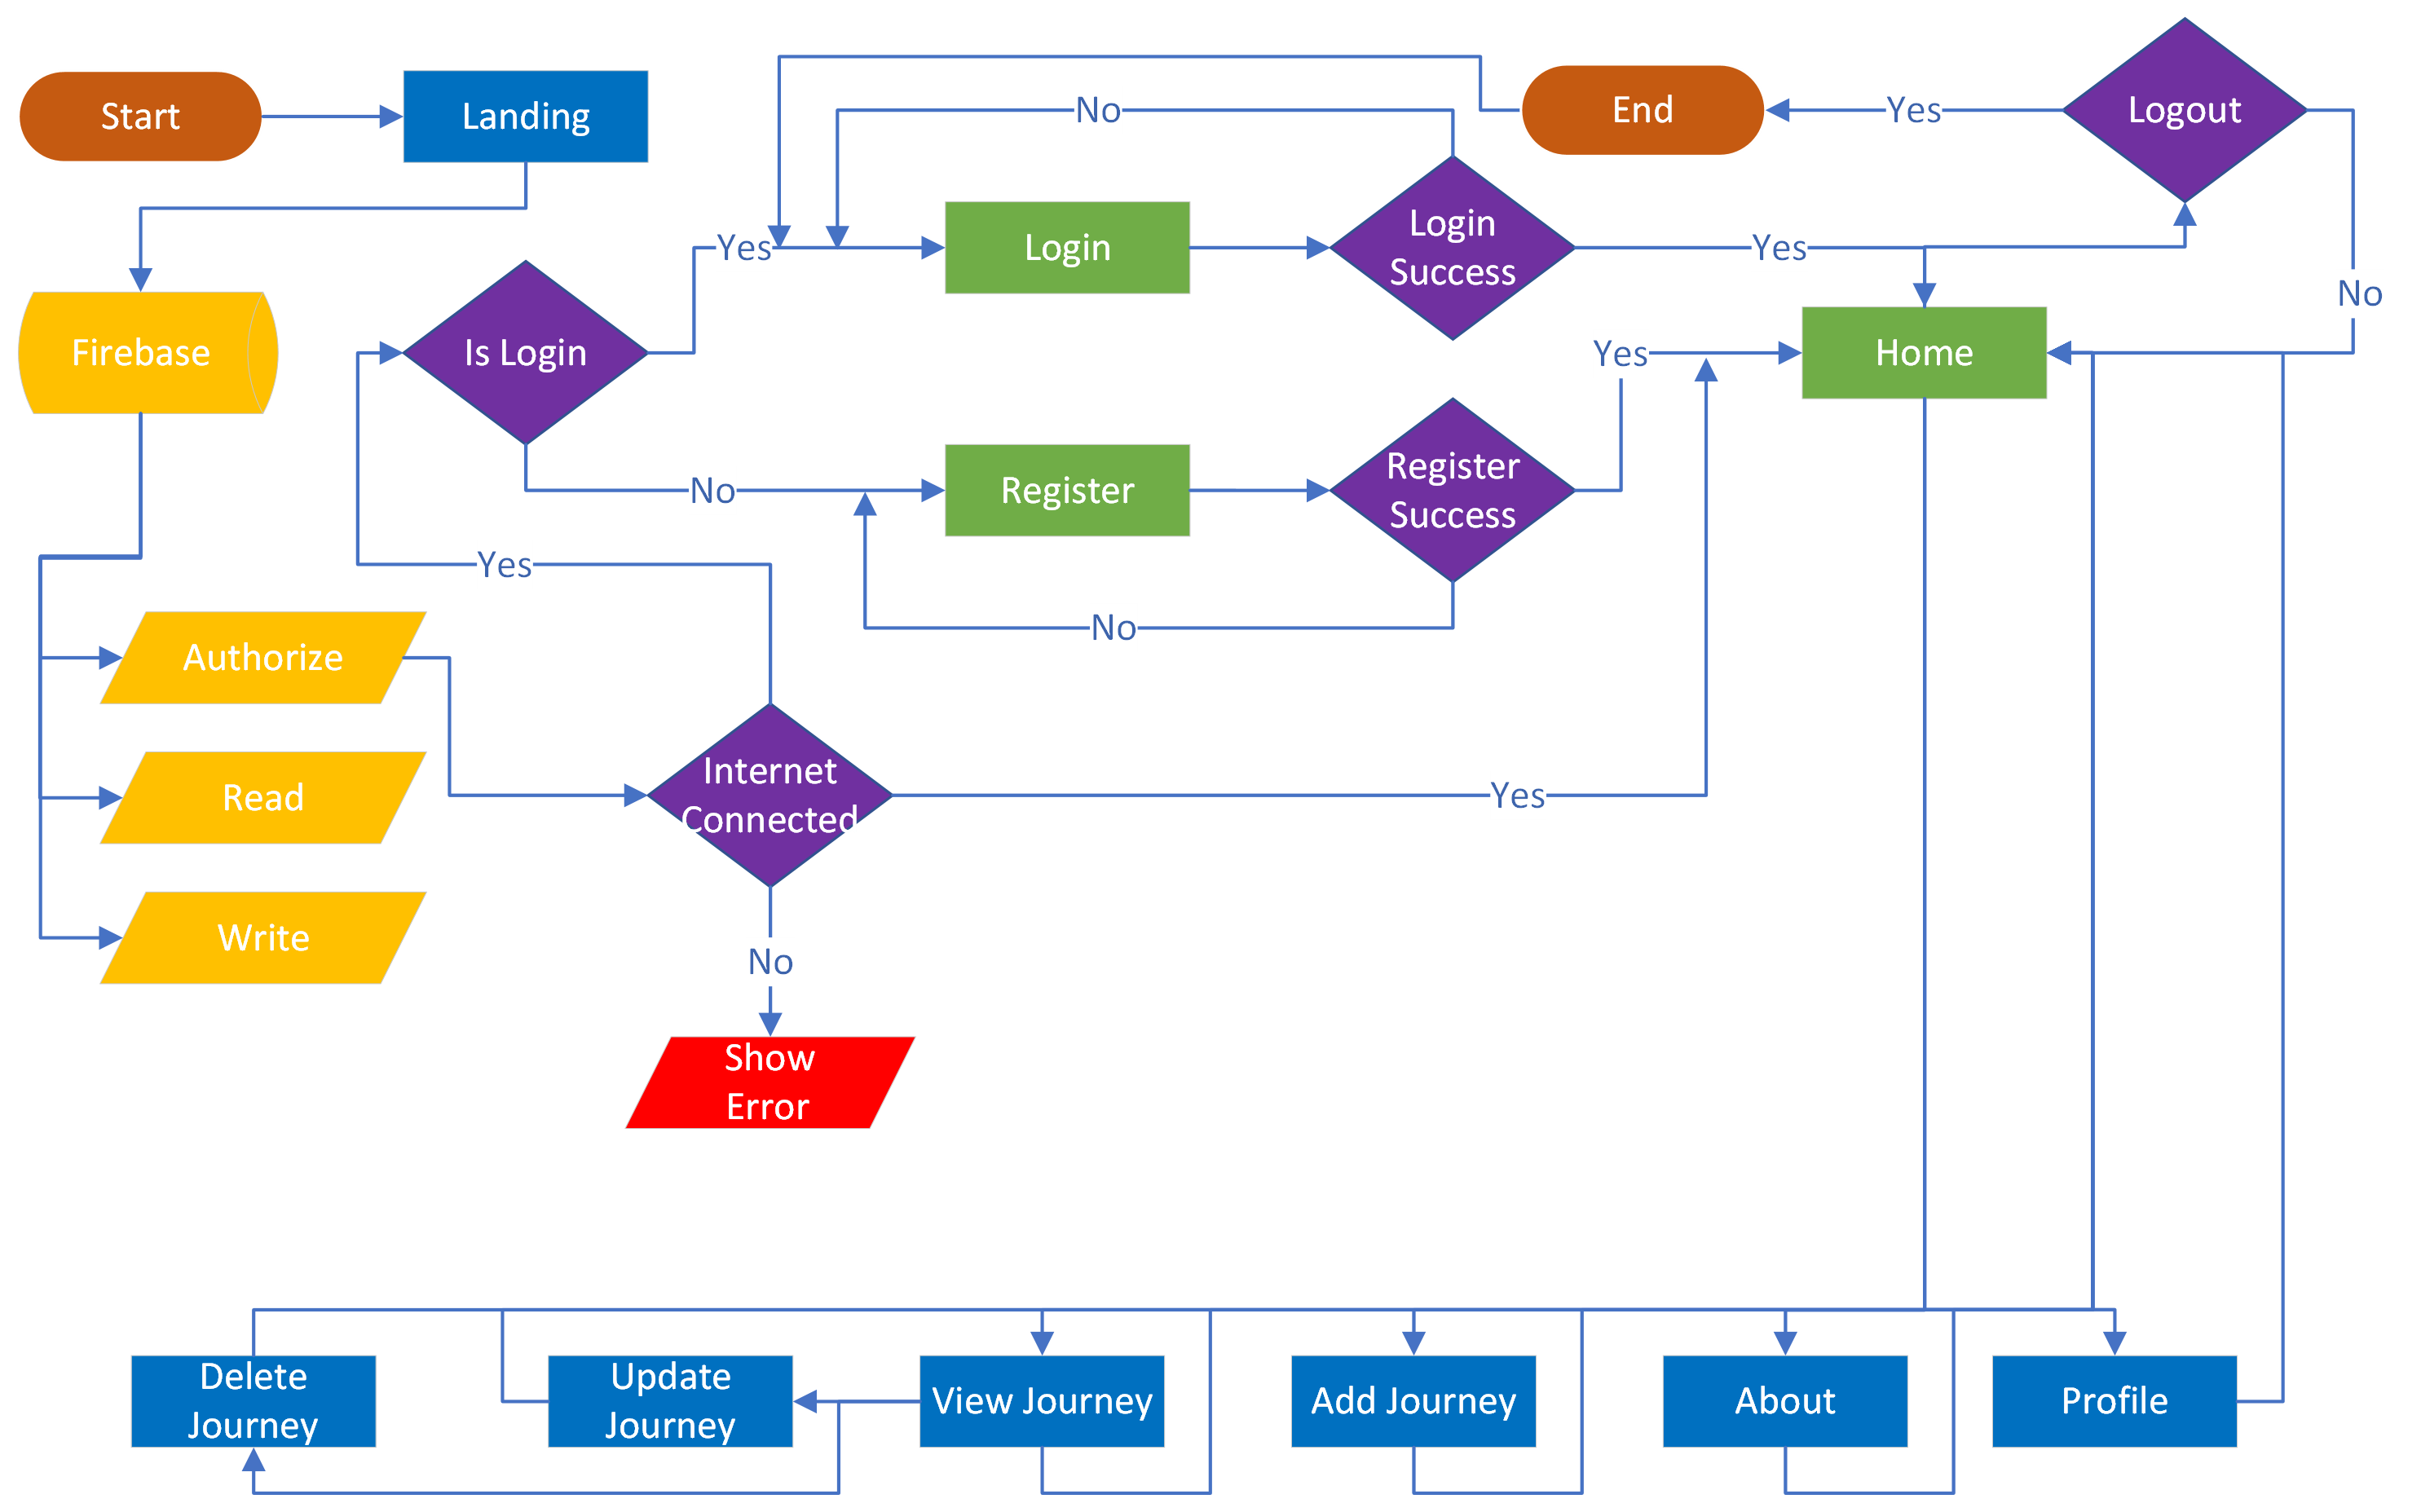 Start
Landing
End
Yes
Logout
No
Login
Success
Yes
Login
Yes
No
Firebase
Is Login
Yes
Home
No
Register
Register
Success
Yes
No
Authorize
Internet
Connected
Yes
Read
Write
No
Show
Error
Delete
Journey
Update
Journey
View Journey
Add Journey
About
Profile